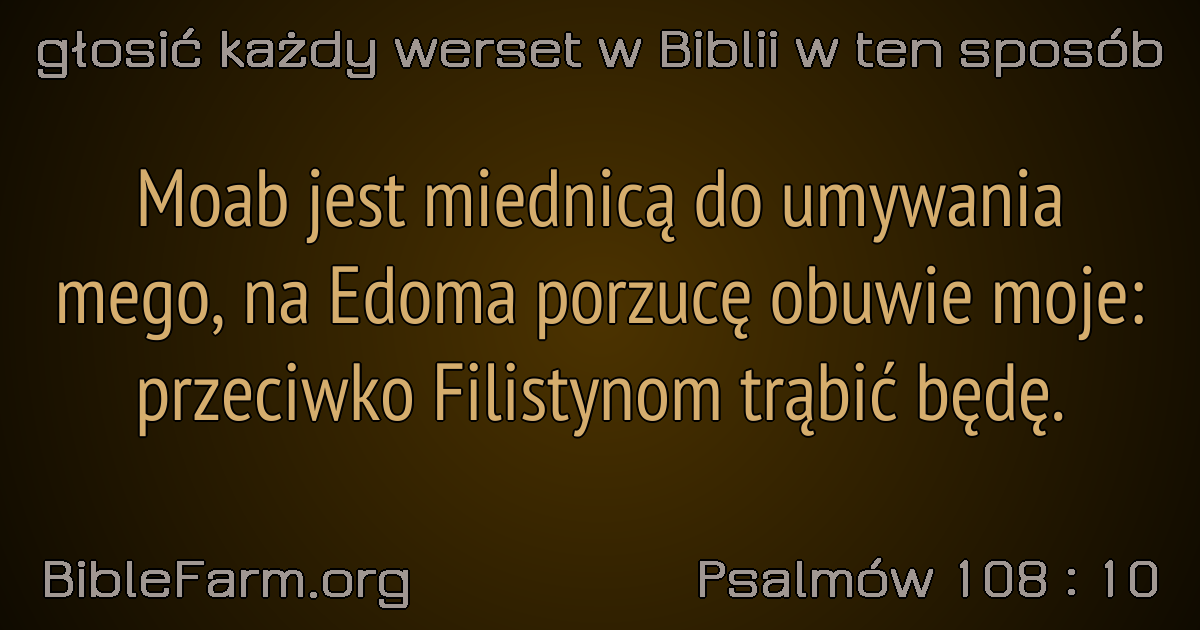 głosić każdy werset w Biblii w ten sposób
Moab jest miednicą do umywania
mego, na Edoma porzucę obuwie moje:
przeciwko Filistynom trąbić będę.
BibleFarm.org
Psalmów 108 : 10